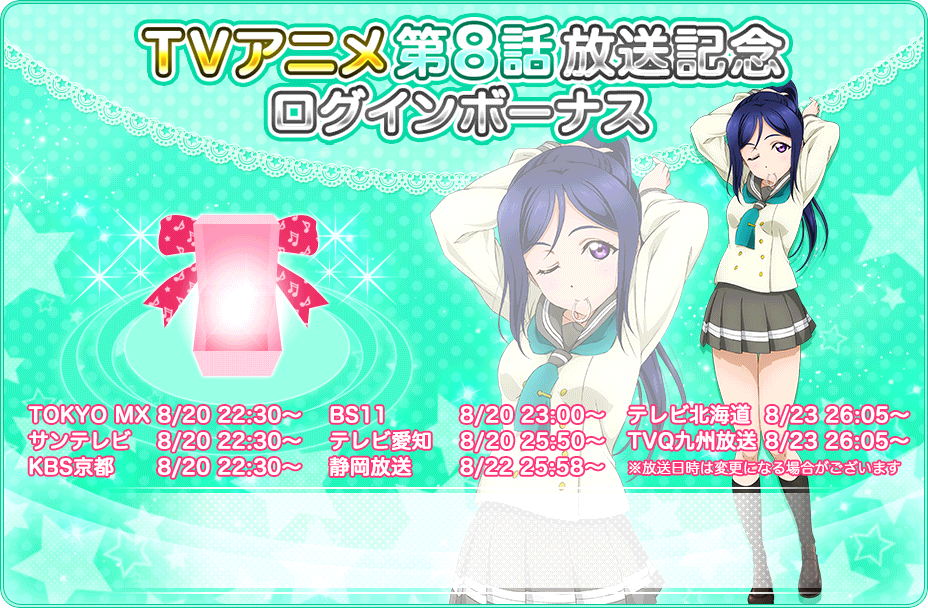 TVアニメ第8話放送記念
ログインボーナス
TOKYO MX 8/20 22:30～ BS11 8/20 23:00～ テレビ北海道 8/23 26:05～
サンテレビ 8/20 22:30～ テレビ愛知 8/20 25:50～ TVQ九州放送 8/23 26:05～
KBS京都 8/20 22:30～ 静岡放送 8/22 25:58～ ※放送日時は変更になる場合がございます